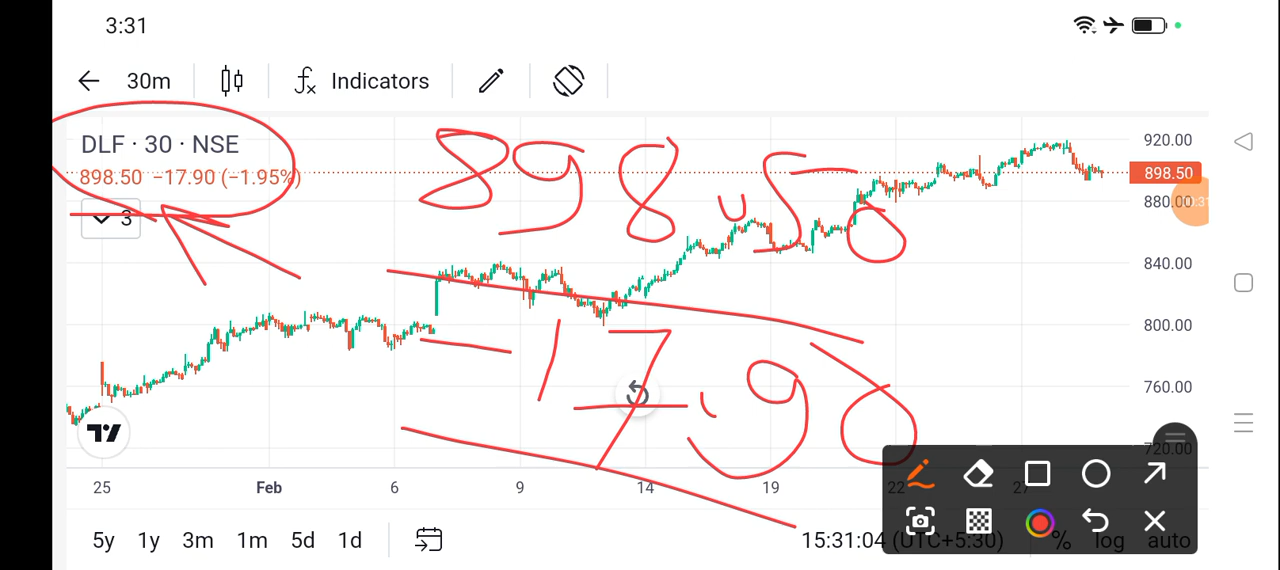 3:31
30m Indicators
DLF · 30 · NSE
898.50 −17.90 (−1.95%)
3
898.50
-17.90
920.00
898.50
880.00
840.00
800.00
760.00
720.00
25 Feb 6 9 14 19 22 27
5y 1y 3m 1m 5d 1d 15:31:04 (UTC+5:30) % log auto